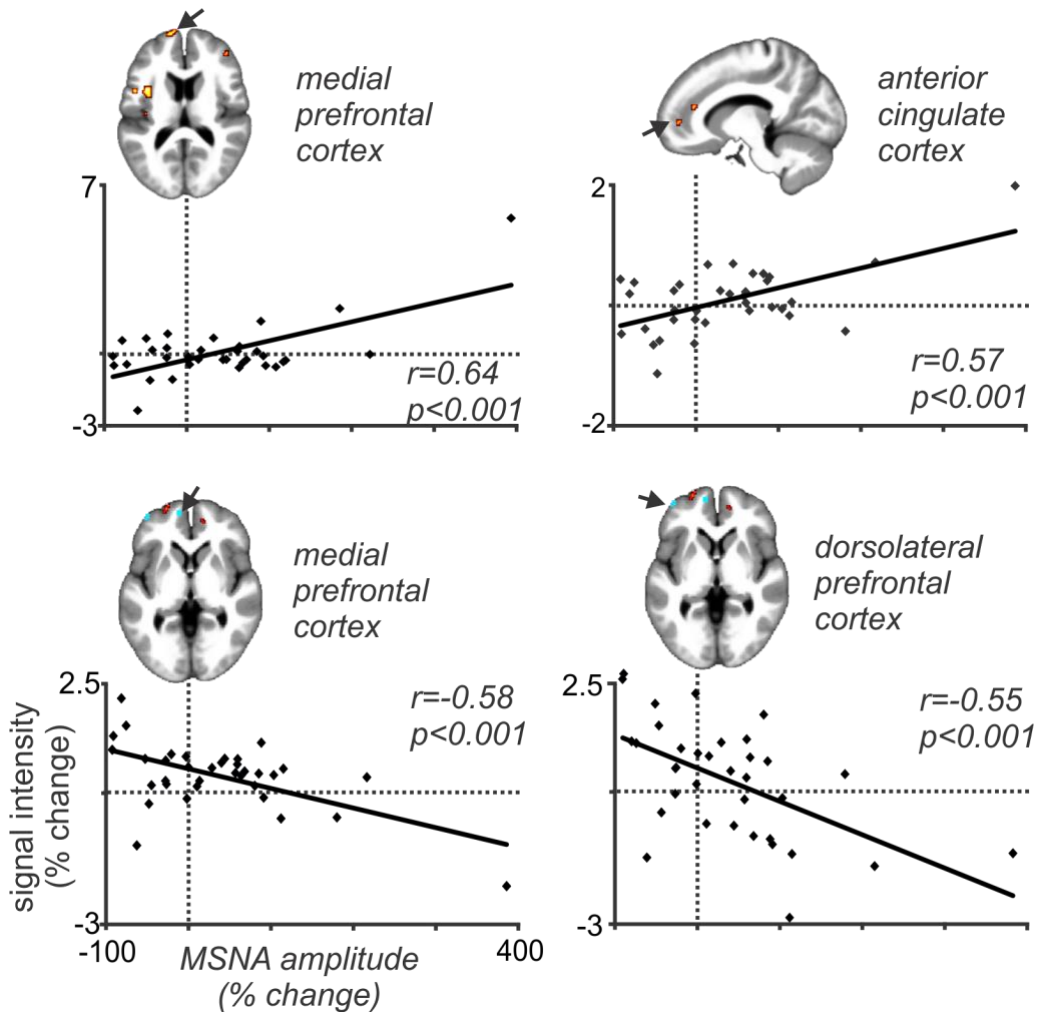 medial
prefrontal
cortex
7
-3
r=0.64
p<0.001
anterior
cingulate
cortex
2
-2
r=0.57
p<0.001
medial
prefrontal
cortex
2.5
-3
r=-0.58
p<0.001
signal intensity
(% change)
-100
400
MSNA amplitude
(% change)
dorsolateral
prefrontal
cortex
2.5
-3
r=-0.55
p<0.001